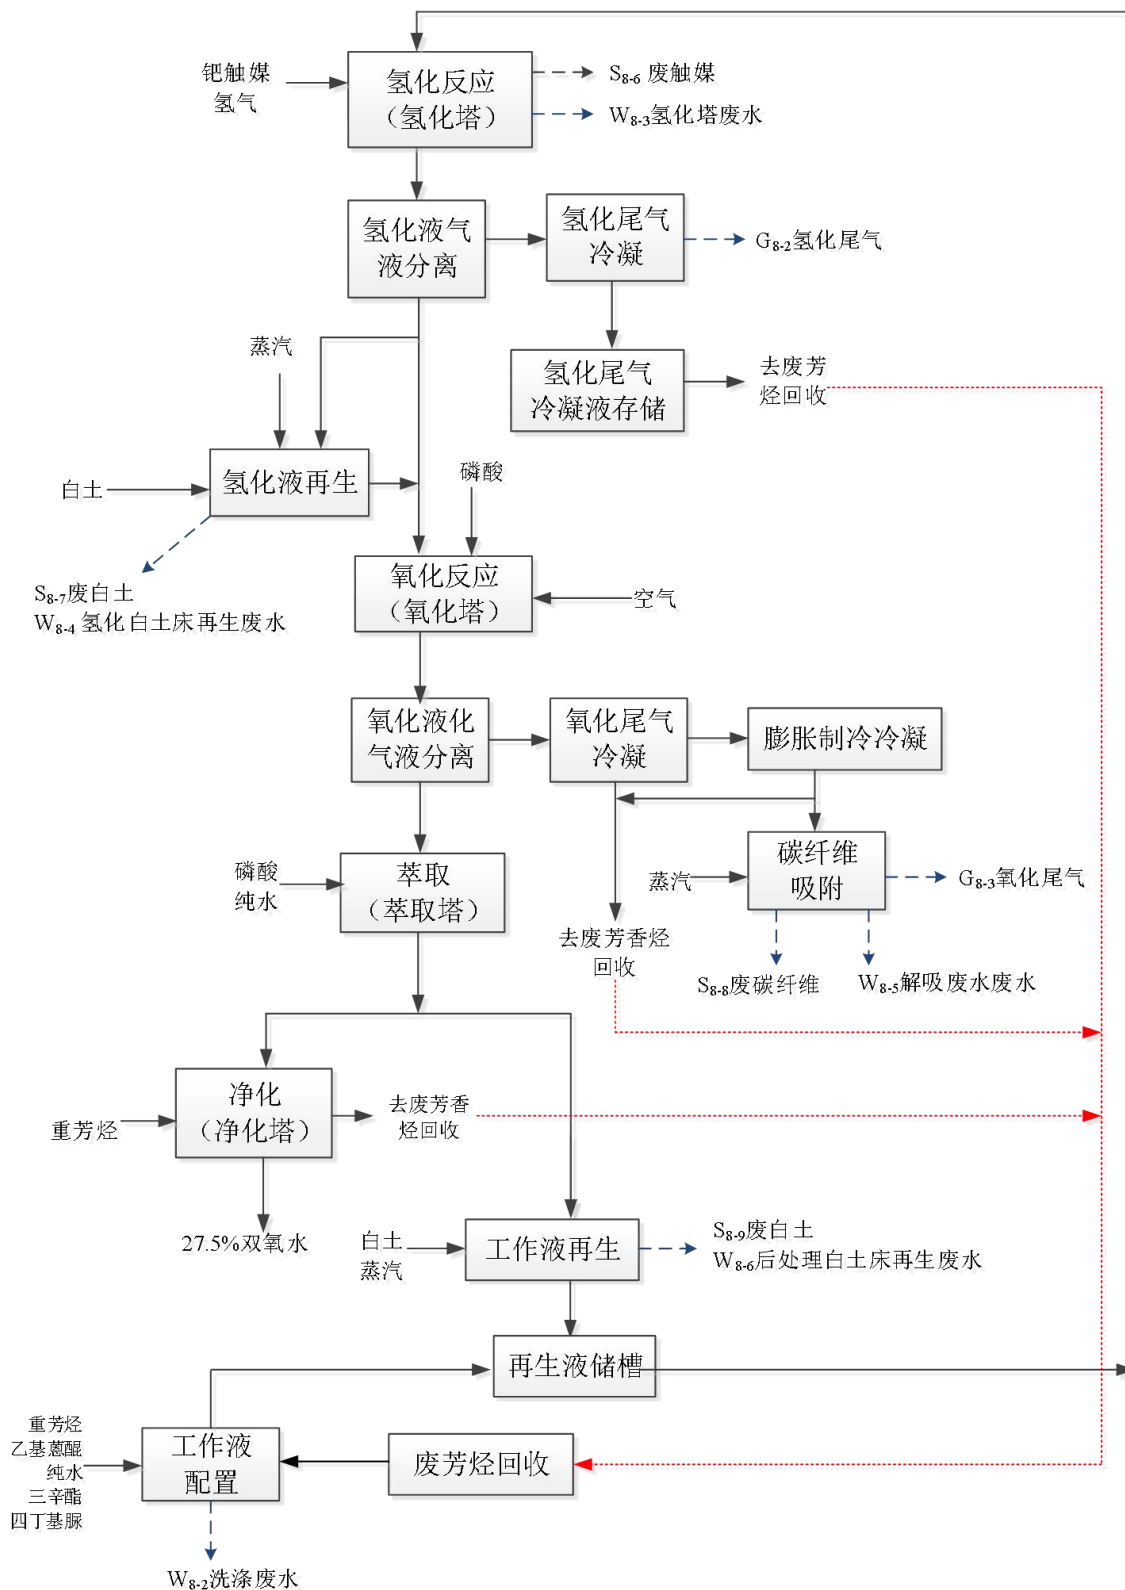 钯触媒
氢气
氢化反应
（氢化塔）
S8-6 废触媒
W8-3氢化塔废水
氢化液气
液分离
氢化尾气
冷凝
G8-2氢化尾气
蒸汽
氢化尾气
冷凝液存储
去废芳
烃回收
白土
氢化液再生
磷酸
S8-7废白土
W8-4 氢化白土床再生废水
氧化反应
（氧化塔）
空气
氧化液化
气液分离
氧化尾气
冷凝
膨胀制冷冷凝
磷酸
纯水
萃取
（萃取塔）
蒸汽
碳纤维
吸附
G8-3氧化尾气
去废芳香烃
回收
S8-8废碳纤维
W8-5解吸废水废水
重芳烃
净化
（净化塔）
去废芳香
烃回收
27.5%双氧水
白土
蒸汽
工作液再生
S8-9废白土
W8-6后处理白土床再生废水
再生液储槽
重芳烃
乙基蒽醌
纯水
三辛酯
四丁基脲
工作液
配置
废芳烃回收
W8-2洗涤废水